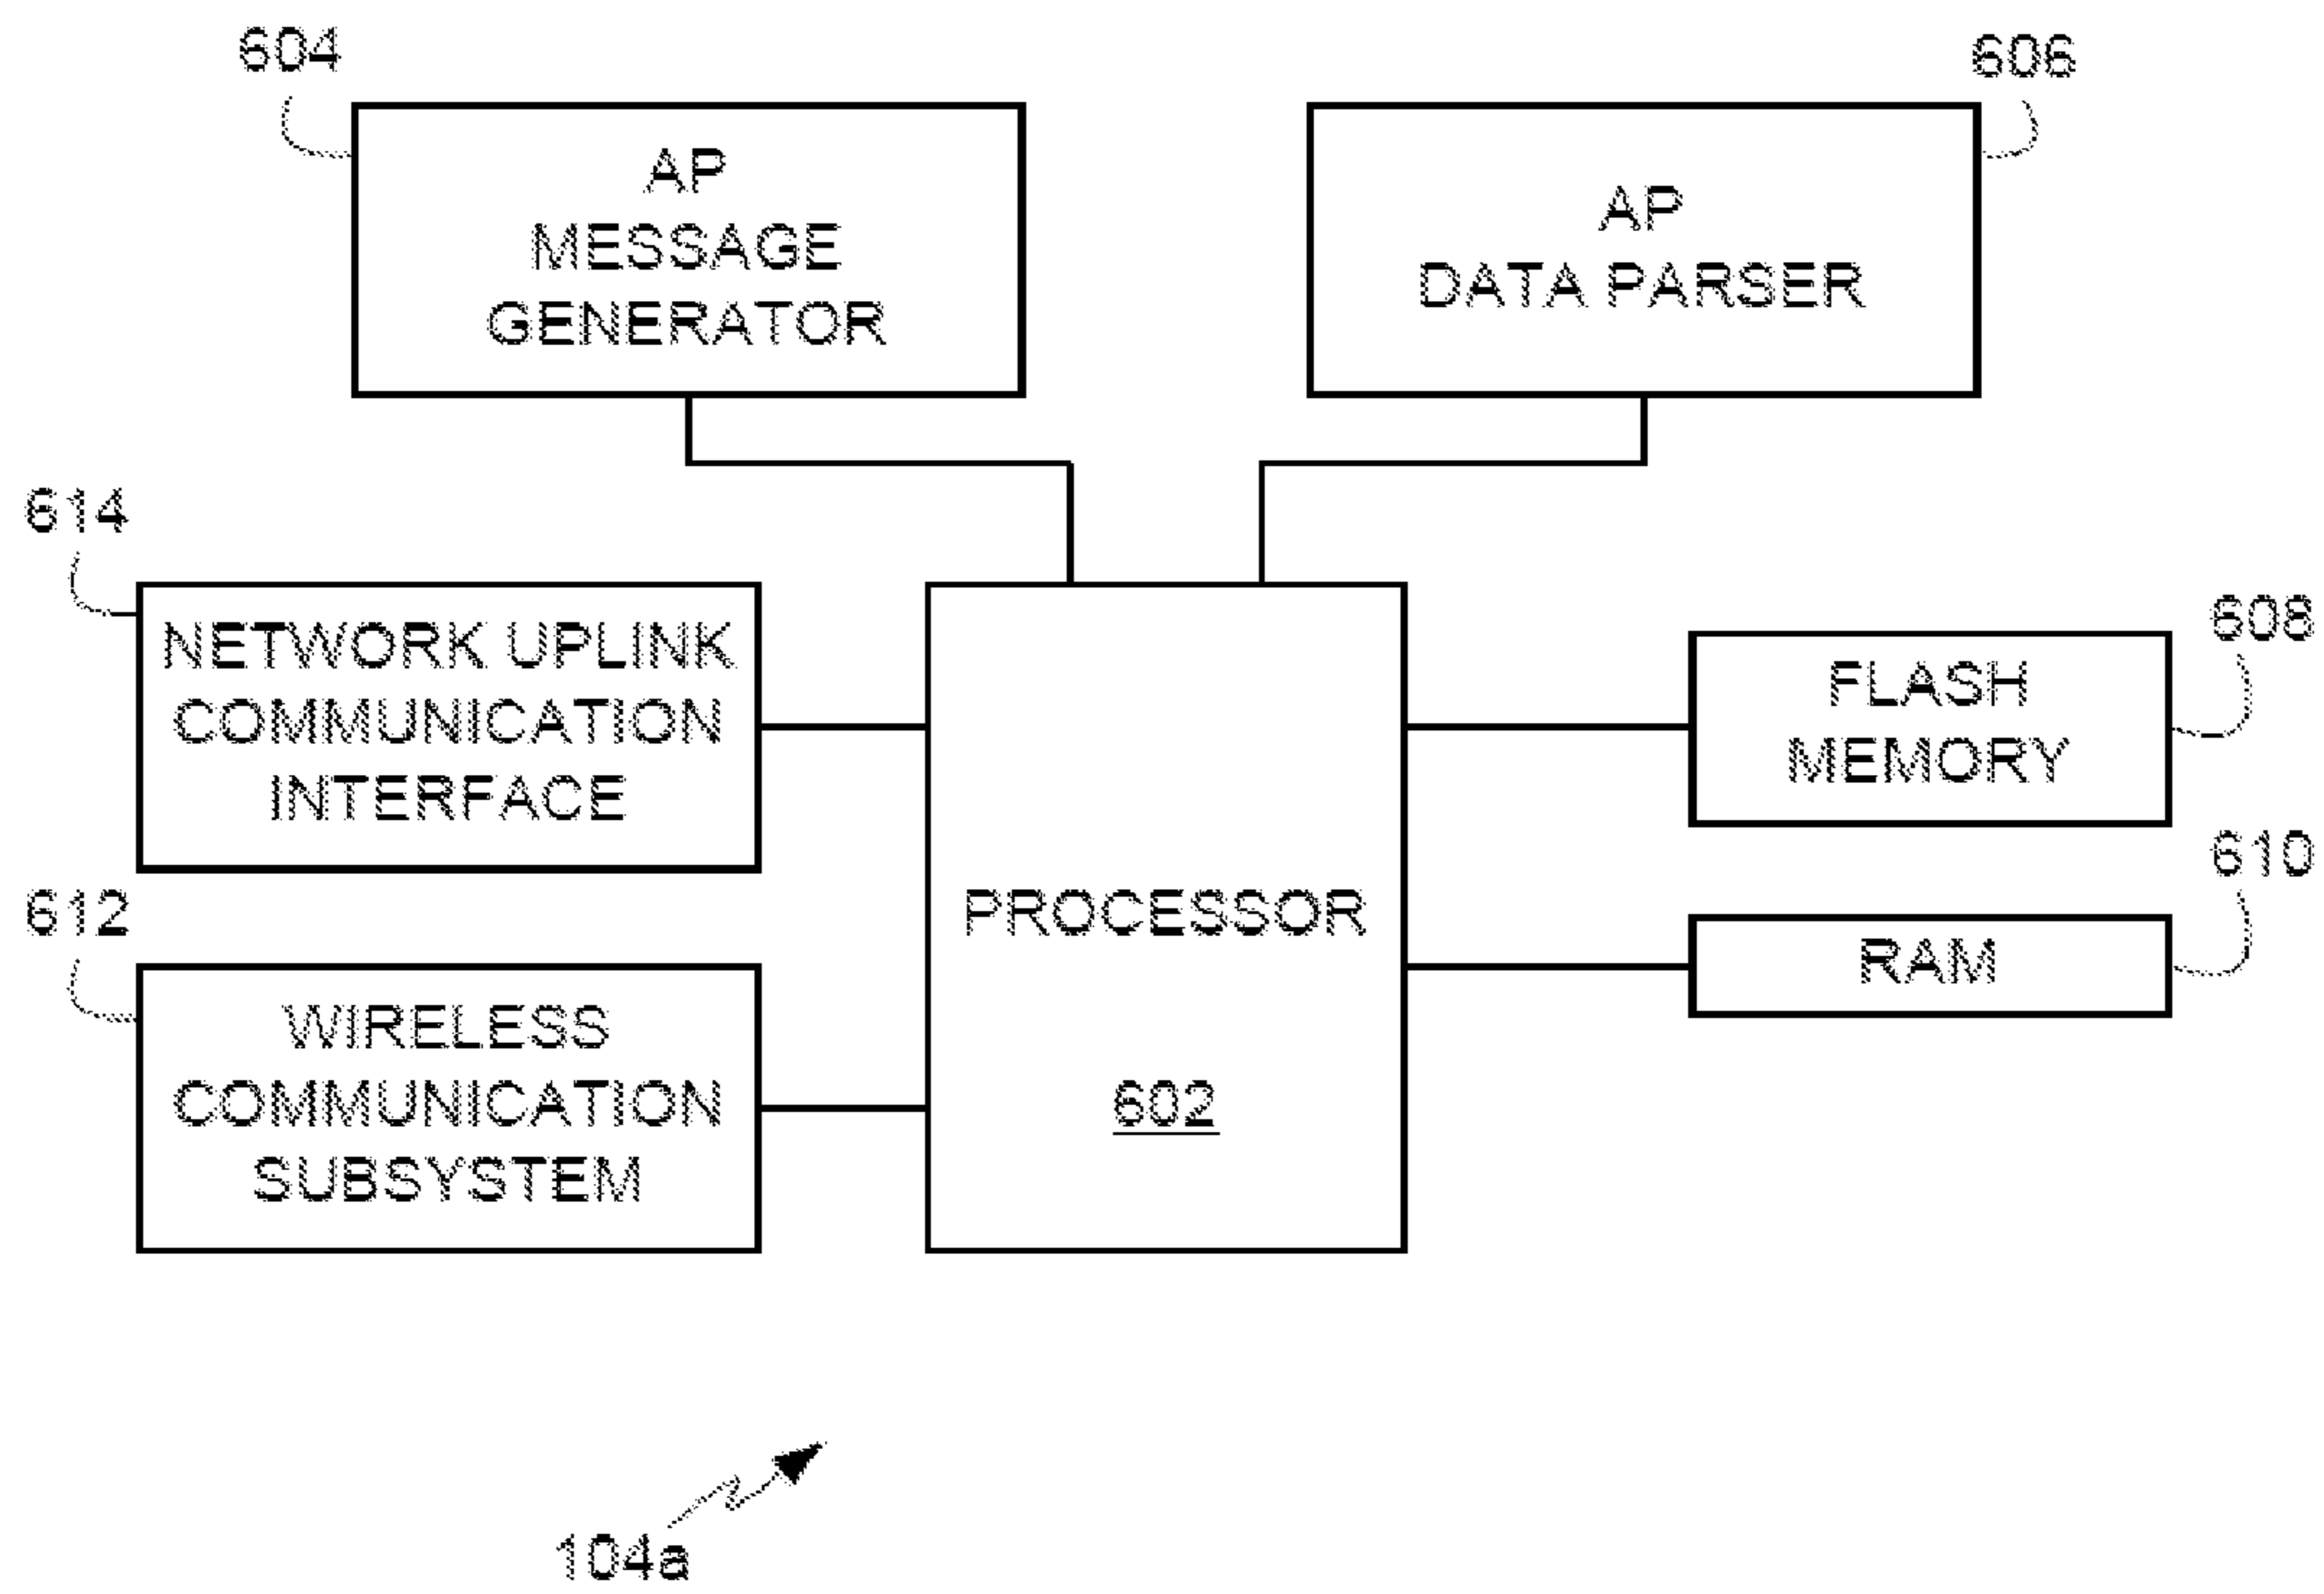 604
606
AP
MESSAGE
GENERATOR
AP
DATA PARSER
614
NETWORK UPLINK
COMMUNICATION
INTERFACE
608
FLASH
MEMORY
610
RAM
612
WIRELESS
COMMUNICATION
SUBSYSTEM
PROCESSOR
602
104a